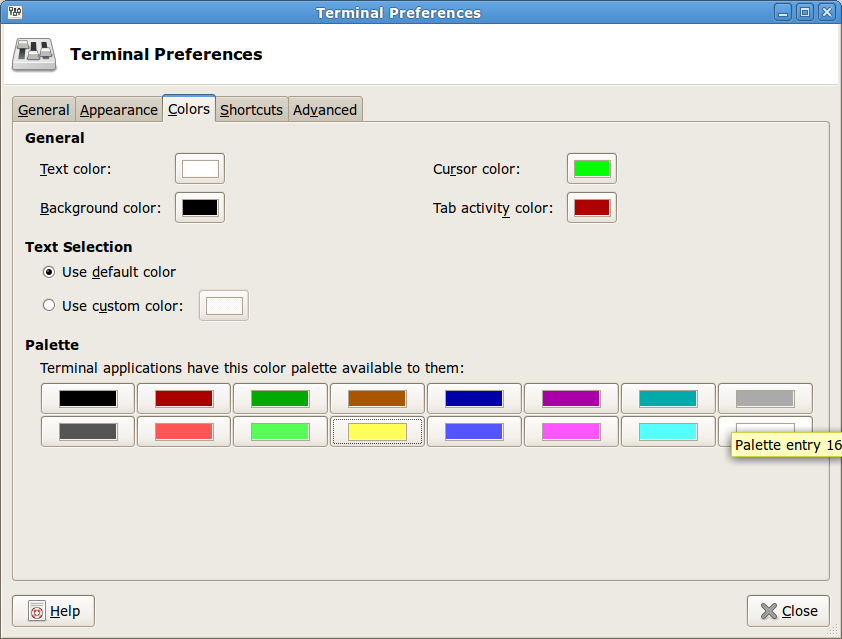 Terminal Preferences
Terminal Preferences
General Appearance Colors Shortcuts Advanced
General
Text color: Cursor color:
Background color: Tab activity color:
Text Selection
Use default color
Use custom color:
Palette
Terminal applications have this color palette available to them:
Palette entry 16
Help Close